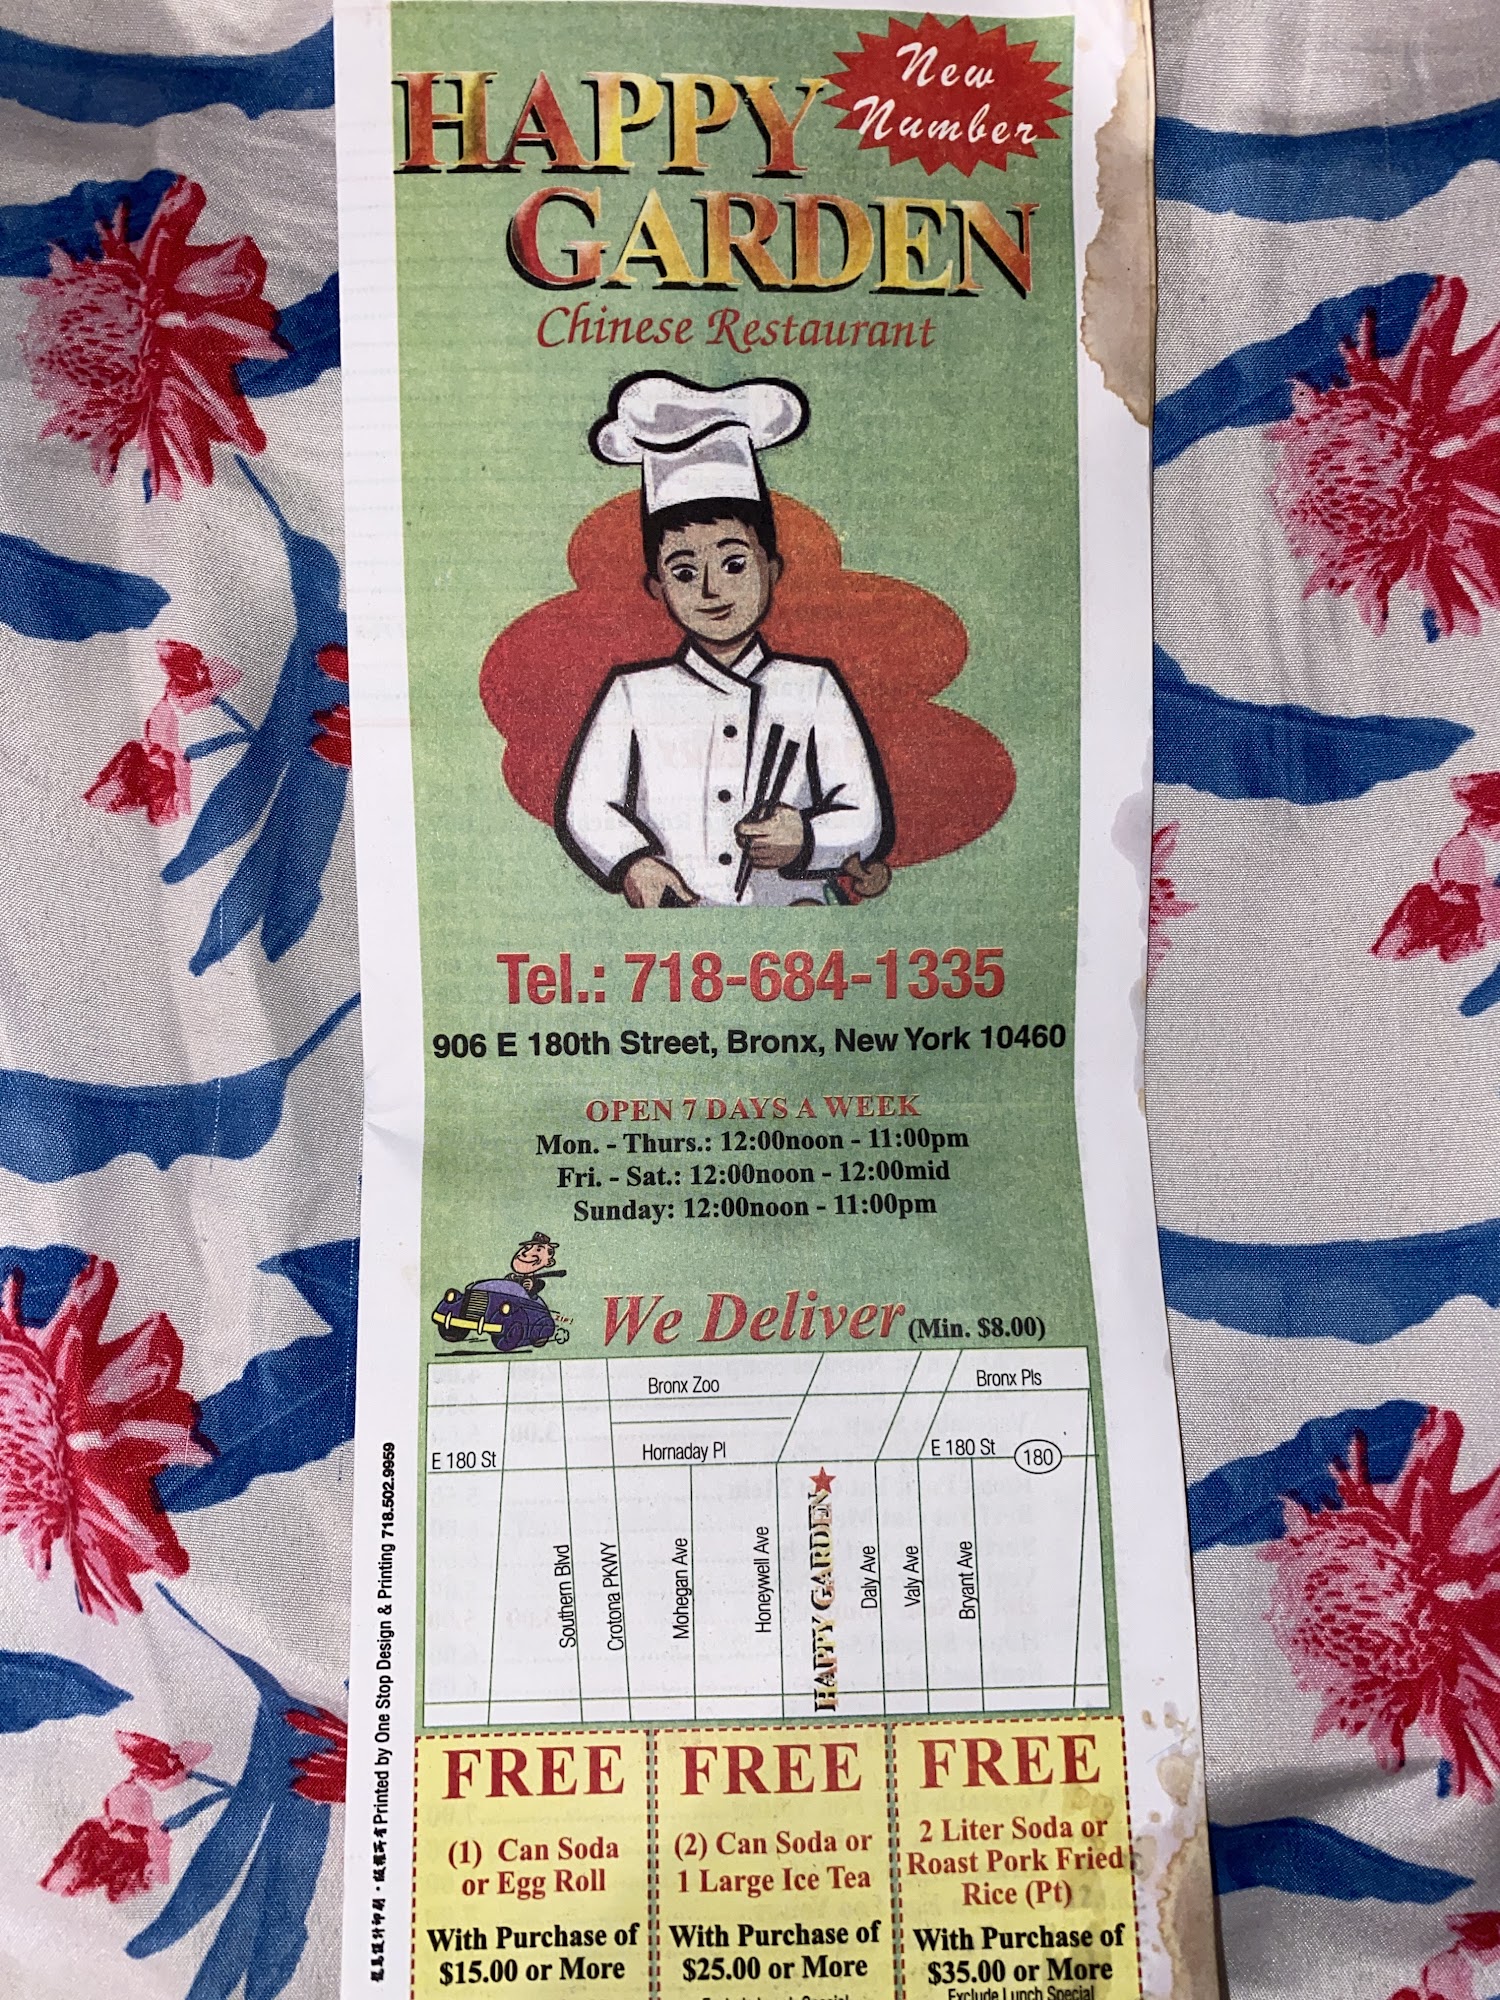 New
Number
HAPPY
GARDEN
Chinese Restaurant
Tel.: 718-684-1335
906 E 180th Street, Bronx, New York 10460
OPEN 7 DAYS A WEEK
Mon. - Thurs.: 12:00noon - 11:00pm
Fri. - Sat.: 12:00noon - 12:00mid
Sunday: 12:00noon - 11:00pm
ZIP!
We Deliver (Min. $8.00)
Bronx Zoo
Bronx Pls
E 180 St
Hornaday Pl
E 180 St
180
Southern Blvd
Crotona PKWY
Mohegan Ave
Honeywell Ave
HAPPY GARDEN
Daly Ave
Valy Ave
Bryant Ave
Printed by One Stop Design & Printing 718.502.9959
FREE
(1) Can Soda
or Egg Roll
With Purchase of
$15.00 or More
FREE
(2) Can Soda or
1 Large Ice Tea
With Purchase of
$25.00 or More
FREE
2 Liter Soda or
Roast Pork Fried
Rice (Pt)
With Purchase of
$35.00 or More
Exclude Lunch Special